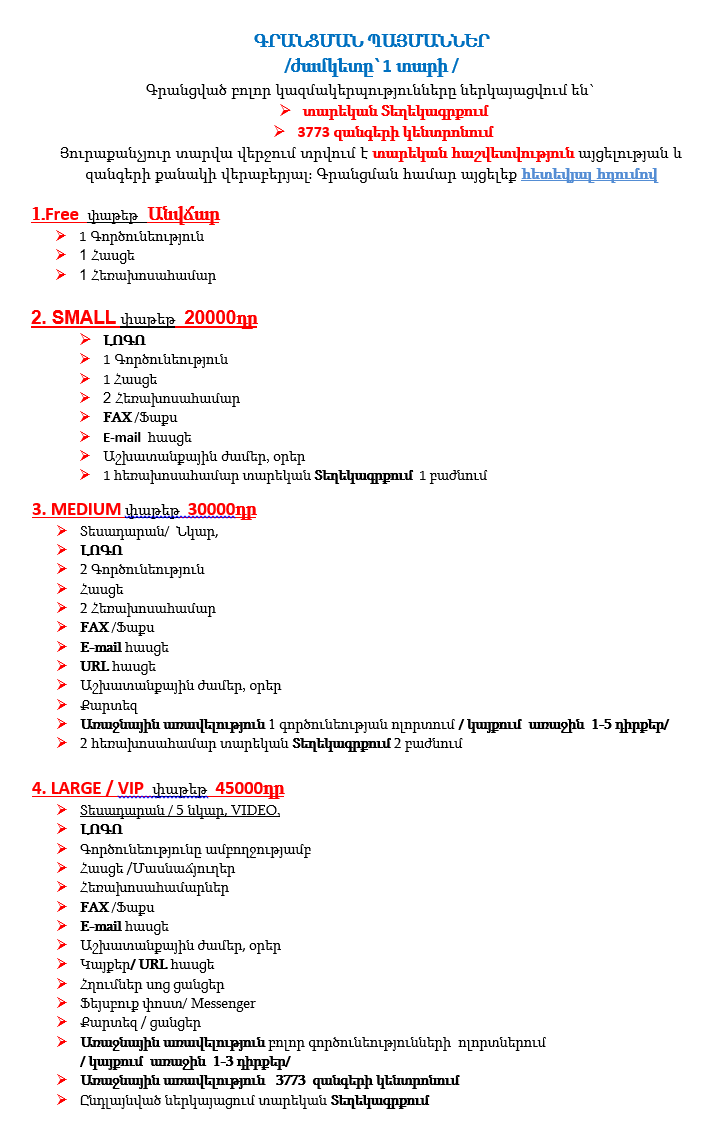 ԳՐԱՆՑՄԱՆ ՊԱՅՄԱՆՆԵՐ
/ժամկետը՝ 1 տարի /
Գրանցված բոլոր կազմակերպությունները ներկայացվում են՝
➢ տարեկան Տեղեկագրքում
➢ 3773 զանգերի կենտրոնում
Յուրաքանչյուր տարվա վերջում տրվում է տարեկան հաշվետվություն այցելության և
զանգերի քանակի վերաբերյալ: Գրանցման համար այցելեք հետեվյալ հղումով
1.Free փաթեթ Անվճար
➢ 1 Գործունեություն
➢ 1 Հասցե
➢ 1 Հեռախոսահամար
2. SMALL փաթեթ 20000դր
➢ ԼՈԳՈ
➢ 1 Գործունեություն
➢ 1 Հասցե
➢ 2 Հեռախոսահամար
➢ FAX /Ֆաքս
➢ E-mail հասցե
➢ Աշխատանքային ժամեր, օրեր
➢ 1 հեռախոսահամար տարեկան Տեղեկագրքում 1 բաժնում
3. MEDIUM փաթեթ 30000դր
➢ Տեսադարան/ Նկար,
➢ ԼՈԳՈ
➢ 2 Գործունեություն
➢ Հասցե
➢ 2 Հեռախոսահամար
➢ FAX /Ֆաքս
➢ E-mail հասցե
➢ URL հասցե
➢ Աշխատանքային ժամեր, օրեր
➢ Քարտեզ
➢ Առաջնային առավելություն 1 գործունեության ոլորտում / կայքում առաջին 1-5 դիրքեր/
➢ 2 հեռախոսահամար տարեկան Տեղեկագրքում 2 բաժնում
4. LARGE / VIP փաթեթ 45000դր
➢ Տեսադարան / 5 նկար, VIDEO.
➢ ԼՈԳՈ
➢ Գործունեությունը ամբողջությամբ
➢ Հասցե /Մասնաճյուղեր
➢ Հեռախոսահամարներ
➢ FAX /Ֆաքս
➢ E-mail հասցե
➢ Աշխատանքային ժամեր, օրեր
➢ Կայքեր/ URL հասցե
➢ Հղումներ սոց ցանցեր
➢ Ֆեյսբուք փոստ/ Messenger
➢ Քարտեզ / ցանցեր
➢ Առաջնային առավելություն բոլոր գործունեությունների ոլորտներում
/ կայքում առաջին 1-3 դիրքեր/
➢ Առաջնային առավելություն 3773 զանգերի կենտրոնում
➢ Ընդլայնված ներկայացում տարեկան Տեղեկագրքում